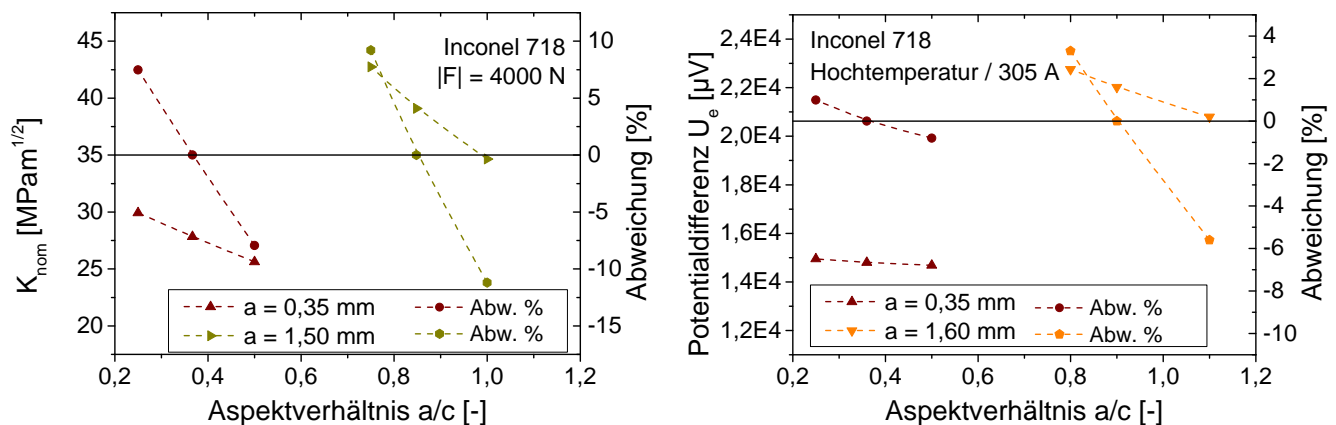 45
40
35
30
25
20
K_nom [MPam^1/2]
Inconel 718
|F| = 4000 N
10
5
0
-5
-10
-15
Abweichung [%]
a = 0,35 mm
Abw. %
a = 1,50 mm
Abw. %
0,2 0,4 0,6 0,8 1,0 1,2
Aspektverhältnis a/c [-]
2,4E4
2,2E4
2,0E4
1,8E4
1,6E4
1,4E4
1,2E4
Potentialdifferenz U_e [µV]
Inconel 718
Hochtemperatur / 305 A
4
2
0
-2
-4
-6
-8
-10
Abweichung [%]
a = 0,35 mm
Abw. %
a = 1,60 mm
Abw. %
0,2 0,4 0,6 0,8 1,0 1,2
Aspektverhältnis a/c [-]